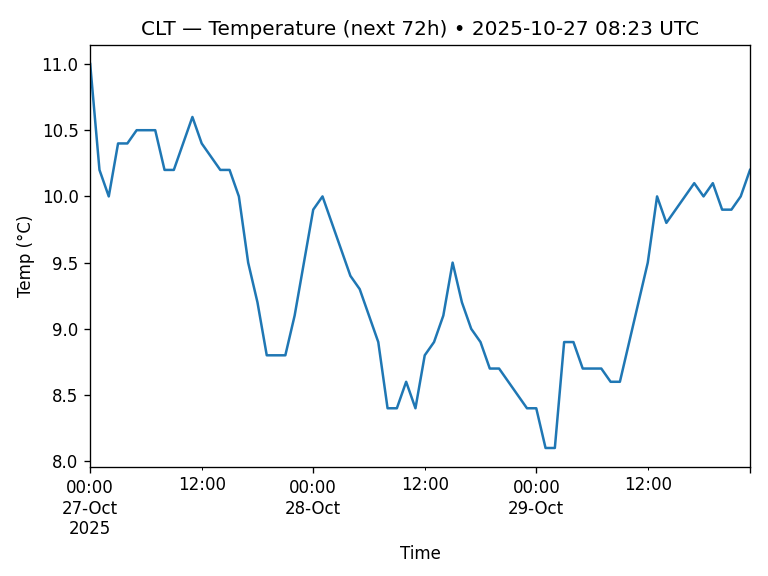 CLT — Temperature (next 72h) • 2025-10-27 08:23 UTC
11.0
10.5
10.0
9.5
9.0
8.5
8.0
Temp (°C)
00:00 12:00 00:00 12:00 00:00 12:00
27-Oct 28-Oct 29-Oct
2025
Time